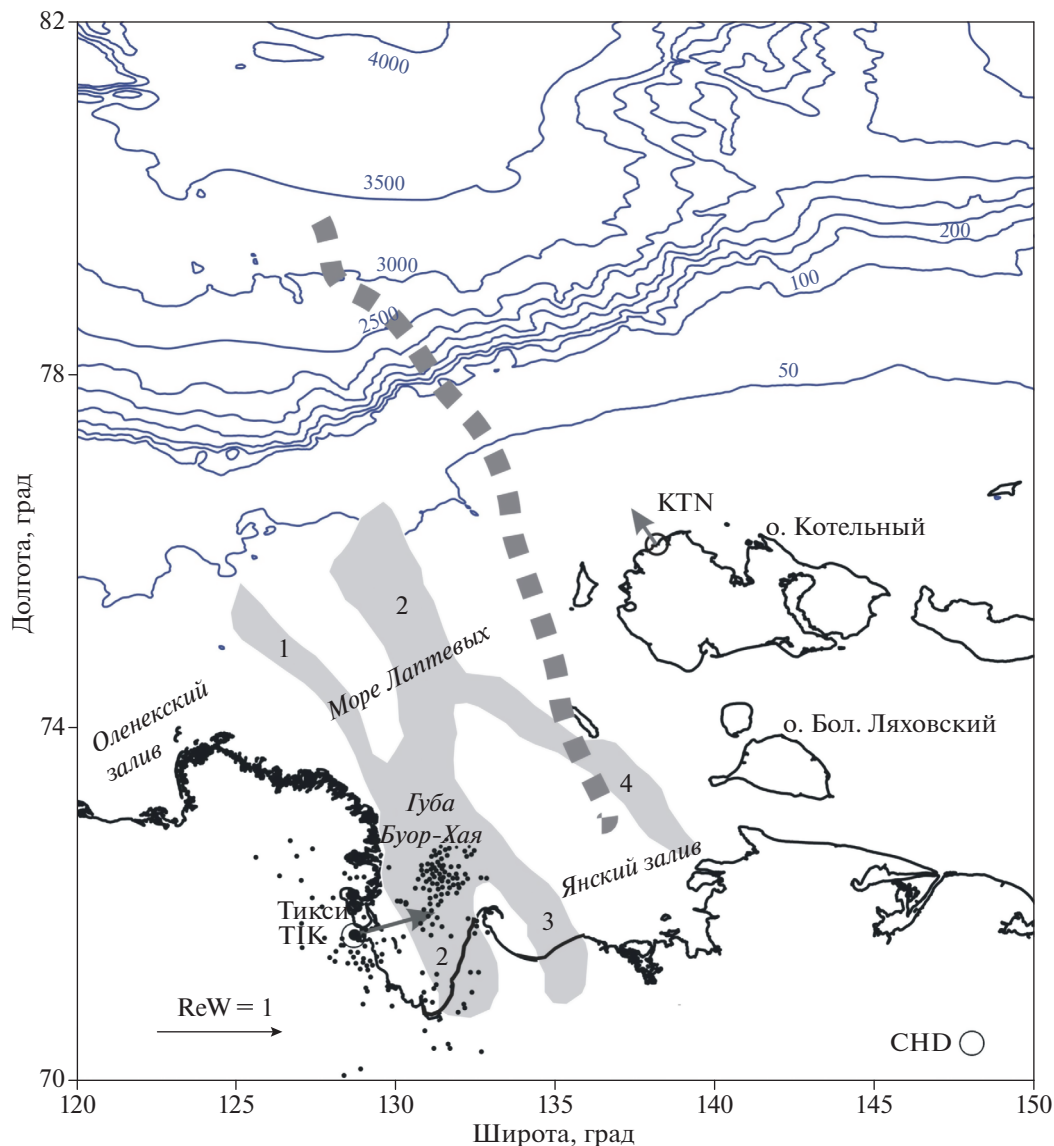 82
4000
3500
200
3000
100
2500
78
50
Долгота, град
KTN
о. Котельный
2
1
Море Лаптевых
Оленекский
залив
74
о. Бол. Ляховский
4
Губа
Буор-Хая
Янский залив
Тикси
TIK
3
2
ReW = 1
CHD
70
120
125
130
135
140
145
150
Широта, град